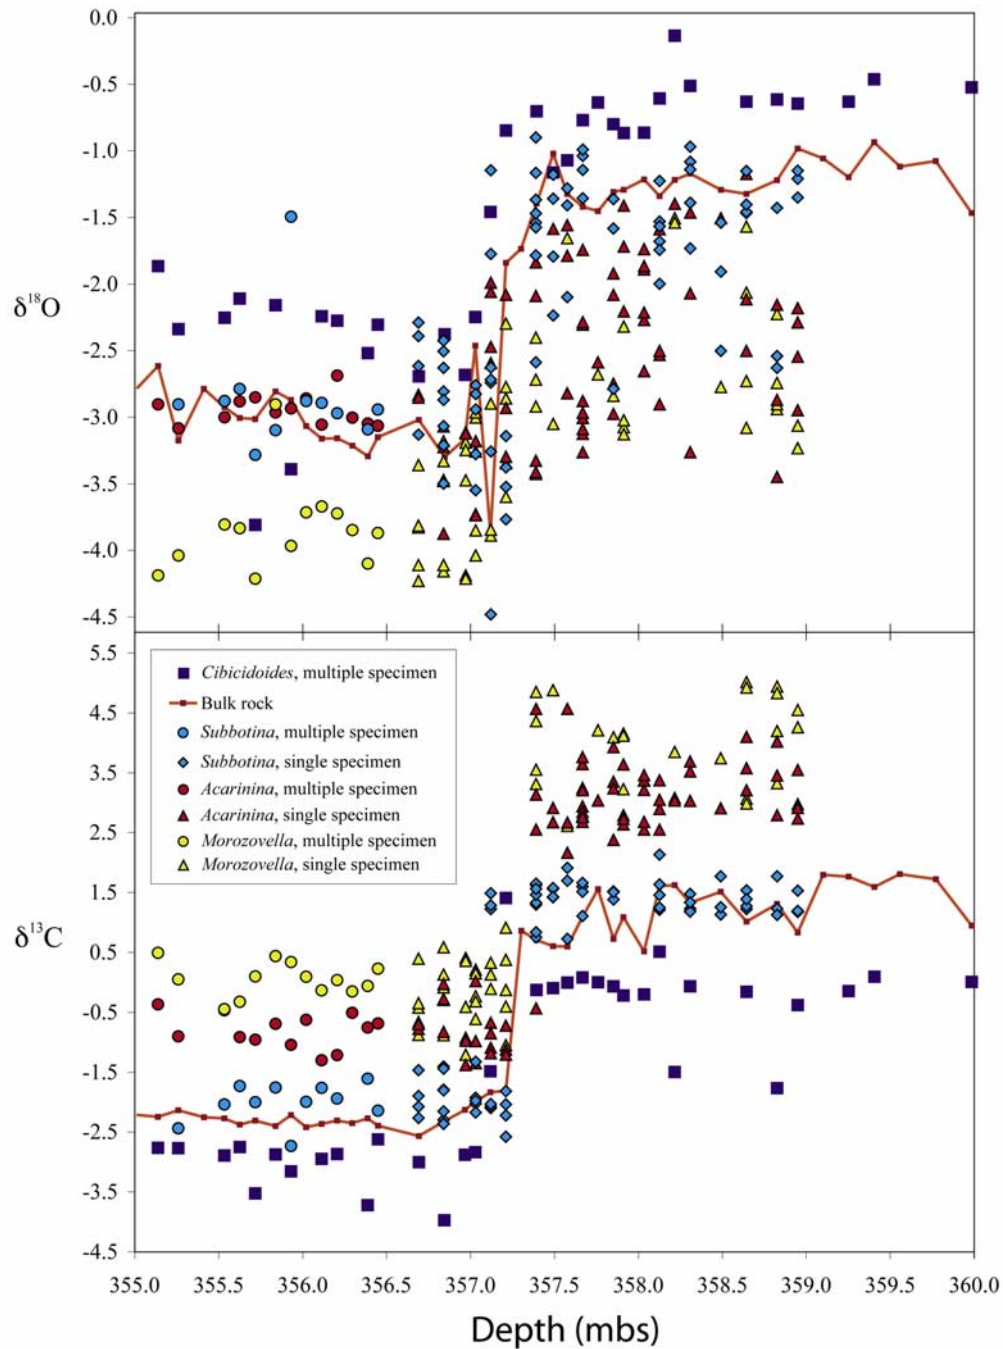 0.0
-0.5
-1.0
-1.5
-2.0
δ18O
-2.5
-3.0
-3.5
-4.0
-4.5
5.5
4.5
3.5
2.5
1.5
δ13C
0.5
-0.5
-1.5
-2.5
-3.5
-4.5
Cibicidoides, multiple specimen
Bulk rock
Subbotina, multiple specimen
Subbotina, single specimen
Acarinina, multiple specimen
Acarinina, single specimen
Morozovella, multiple specimen
Morozovella, single specimen
355.0 355.5 356.0 356.5 357.0 357.5 358.0 358.5 359.0 359.5 360.0
Depth (mbs)